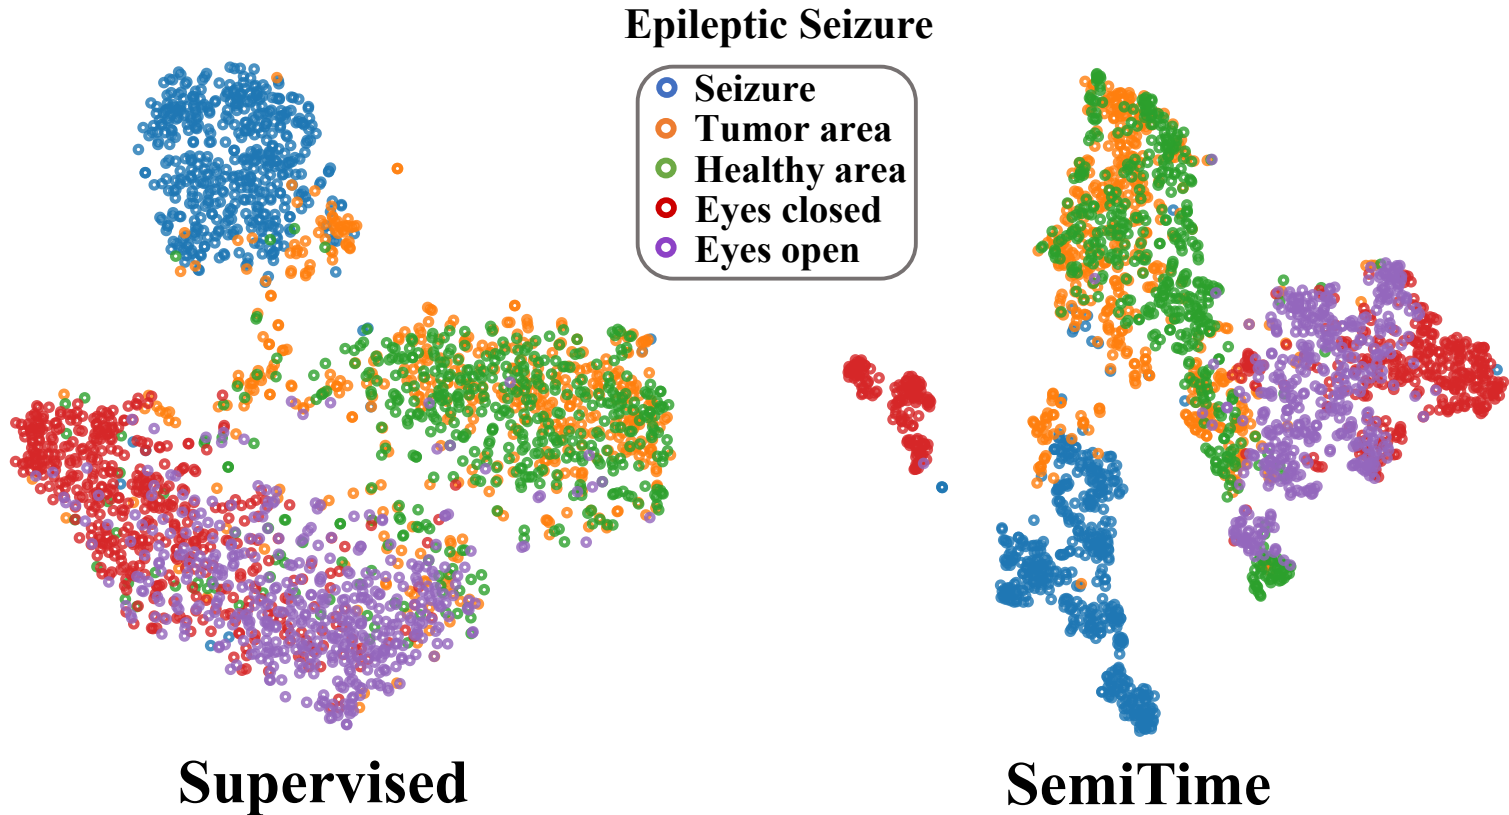 Epileptic Seizure
Seizure
Tumor area
Healthy area
Eyes closed
Eyes open
Supervised
SemiTime